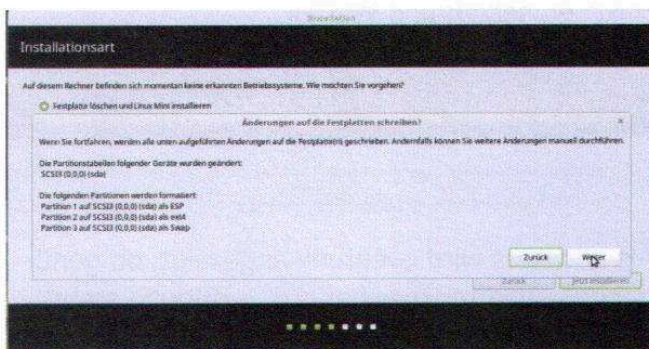 Installation
Installationsart
Auf diesem Rechner befinden sich momentan keine erkannten Betriebssysteme. Wie möchten Sie vorgehen?
Festplatte löschen und Linux Mint installieren
Änderungen auf die Festplatten schreiben?
Wenn Sie fortfahren, werden alle unten aufgeführten Änderungen auf die Festplatte(n) geschrieben. Andernfalls können Sie weitere Änderungen manuell durchführen.
Die Partitionstabellen folgender Geräte wurden geändert:
SCSI3 (0,0,0) (sda)
Die folgenden Partitionen werden formatiert:
Partition 1 auf SCSI3 (0,0,0) (sda) als ESP
Partition 2 auf SCSI3 (0,0,0) (sda) als ext4
Partition 3 auf SCSI3 (0,0,0) (sda) als Swap
Zurück Weiter
Zurück Jetzt installieren